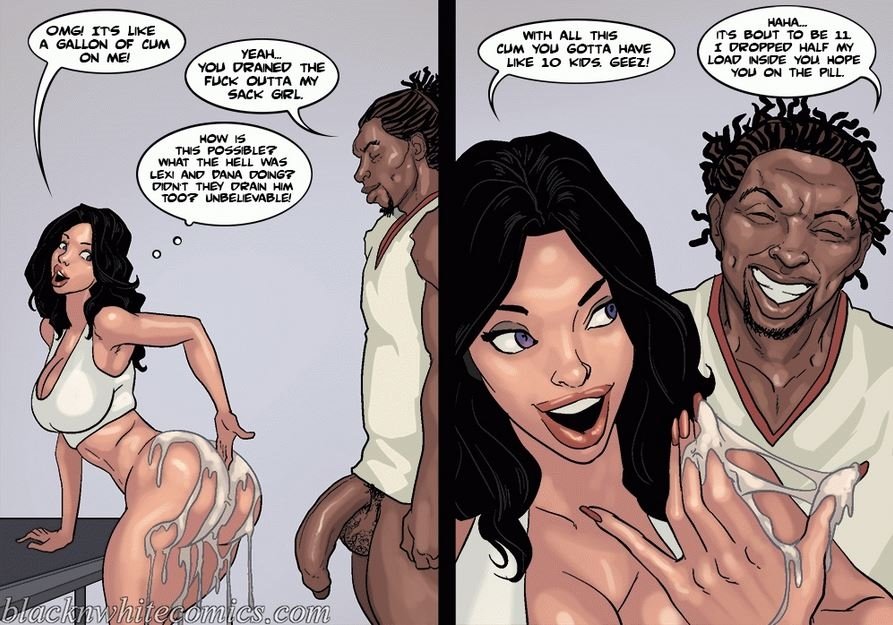 OMG! IT'S LIKE
A GALLON OF CUM
ON ME!
YEAH...
YOU DRAINED THE
FUCK OUTTA MY
SACK GIRL.
HOW IS
THIS POSSIBLE?
WHAT THE HELL WAS
LEXI AND DANA DOING?
DIDN'T THEY DRAIN HIM
TOO? UNBELIEVABLE!
WITH ALL THIS
CUM YOU GOTTA HAVE
LIKE 10 KIDS. GEEZ!
HAHA...
IT'S BOUT TO BE 11.
I DROPPED HALF MY
LOAD INSIDE YOU. HOPE
YOU ON THE PILL.
blacknwhitecomics.com